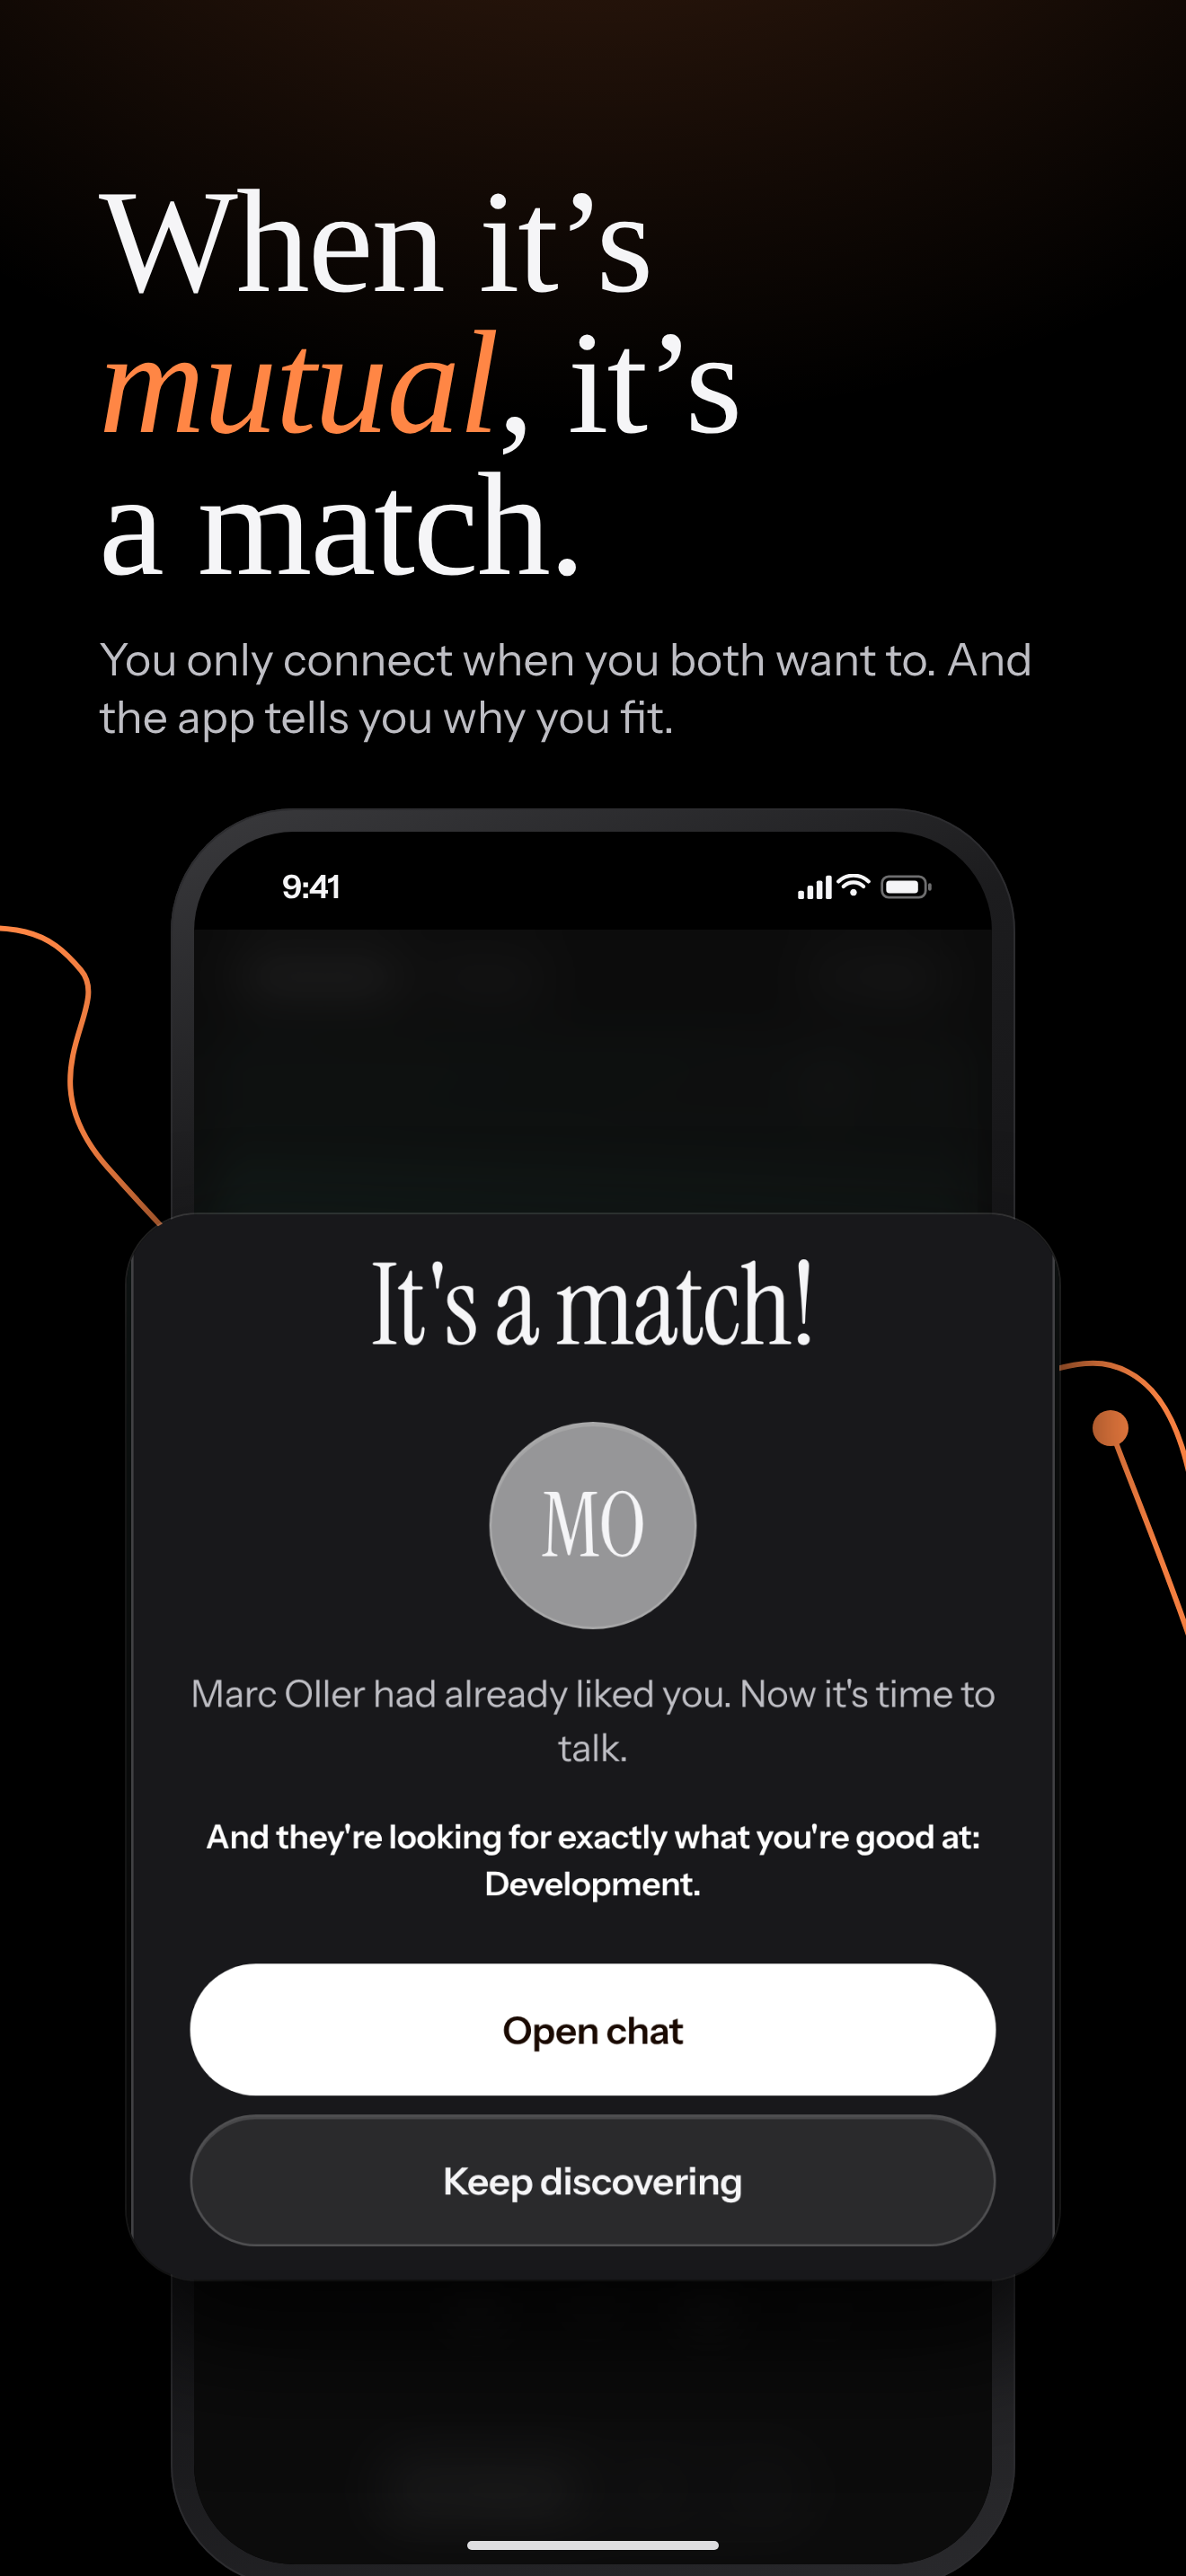 When it’s
mutual, it’s
a match.
You only connect when you both want to. And
the app tells you why you fit.
9:41
It's a match!
MO
Marc Oller had already liked you. Now it's time to
talk.
And they're looking for exactly what you're good at:
Development.
Open chat
Keep discovering